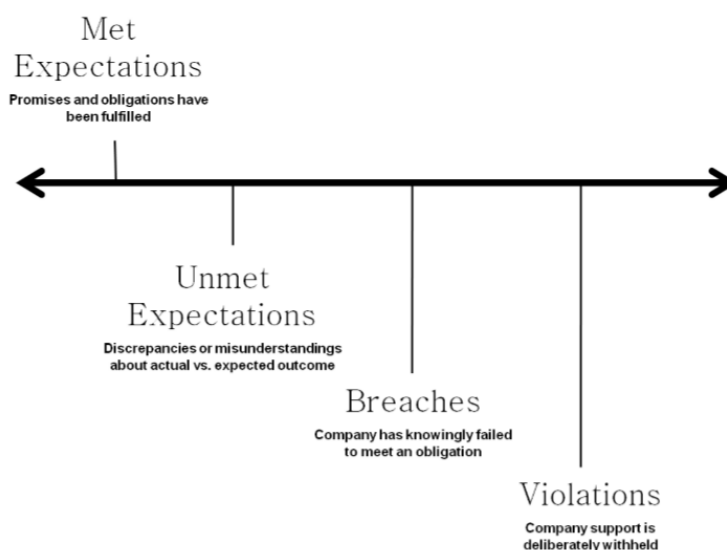 Met
Expectations
Promises and obligations have
been fulfilled
Unmet
Expectations
Discrepancies or misunderstandings
about actual vs. expected outcome
Breaches
Company has knowingly failed
to meet an obligation
Violations
Company support is
deliberately withheld